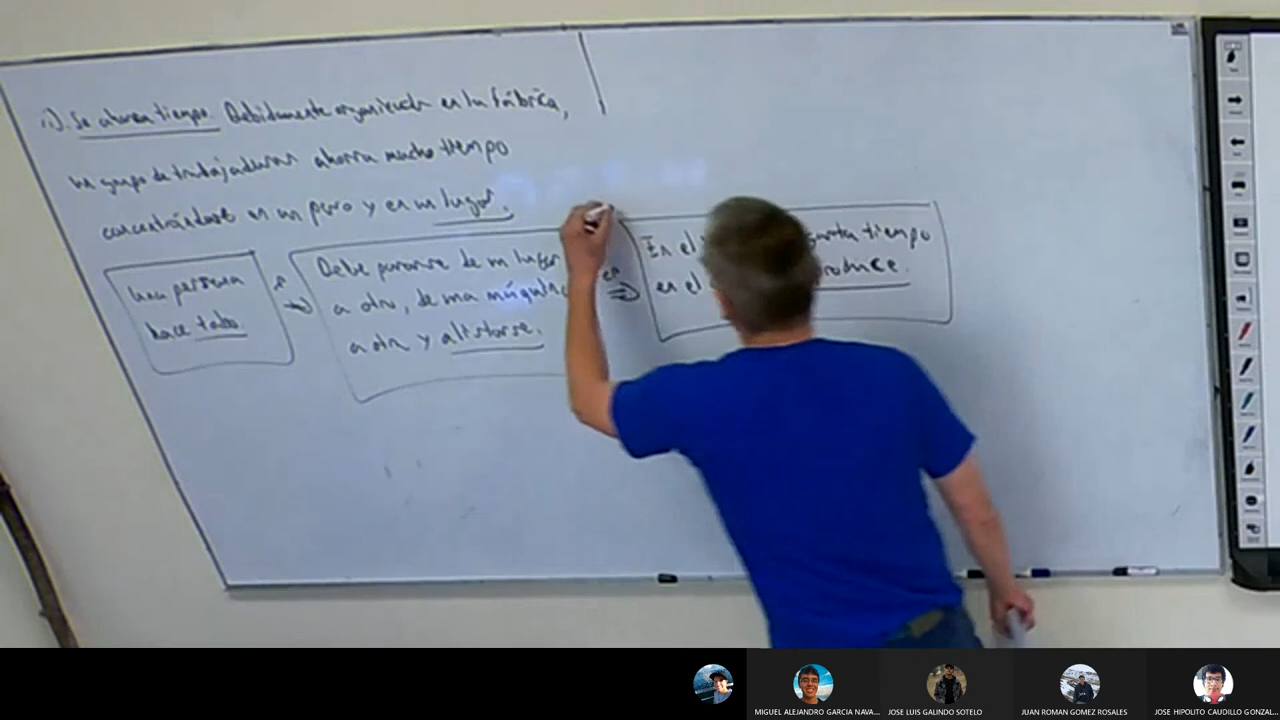 ii). Se ahorra tiempo. Debidamente organizado en la fábrica,
un grupo de trabajadores ahorra mucho tiempo
concentrándose en un paso y en un lugar.
Una persona
hace todo.
Debe pararse de un lugar
a otro, de una máquina
a otra y alistarse.
En el tiempo
en el produce.
MIGUEL ALEJANDRO GARCIA NAVA...
JOSE LUIS GALINDO SOTELO
JUAN ROMAN GOMEZ ROSALES
JOSE HIPOLITO CAUDILLO GONZAL...